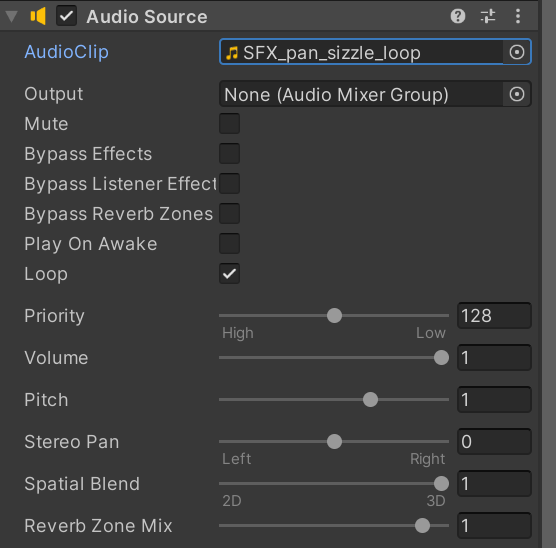 Audio Source
AudioClip SFX_pan_sizzle_loop
Output None (Audio Mixer Group)
Mute
Bypass Effects
Bypass Listener Effect
Bypass Reverb Zones
Play On Awake
Loop
Priority 128
High Low
Volume 1
Pitch 1
Stereo Pan 0
Left Right
Spatial Blend 1
2D 3D
Reverb Zone Mix 1